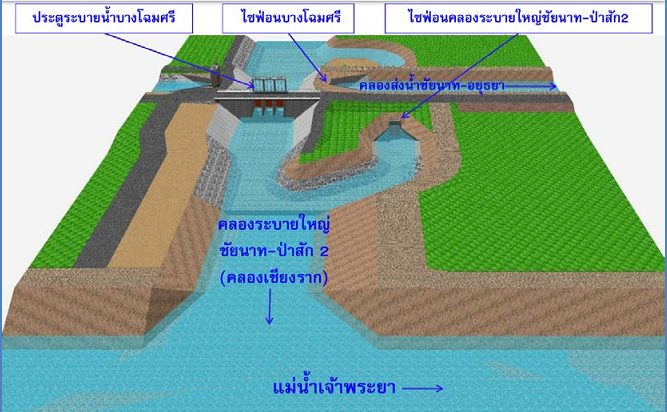 ประตูระบายน้ำบางโฉมศรี
ไซฟ่อนบางโฉมศรี
ไซฟ่อนคลองระบายใหญ่ชัยนาท-ป่าสัก2
คลองส่งน้ำชัยนาท-อยุธยา
คลองระบายใหญ่
ชัยนาท-ป่าสัก 2
(คลองเชียงราก)
แม่น้ำเจ้าพระยา